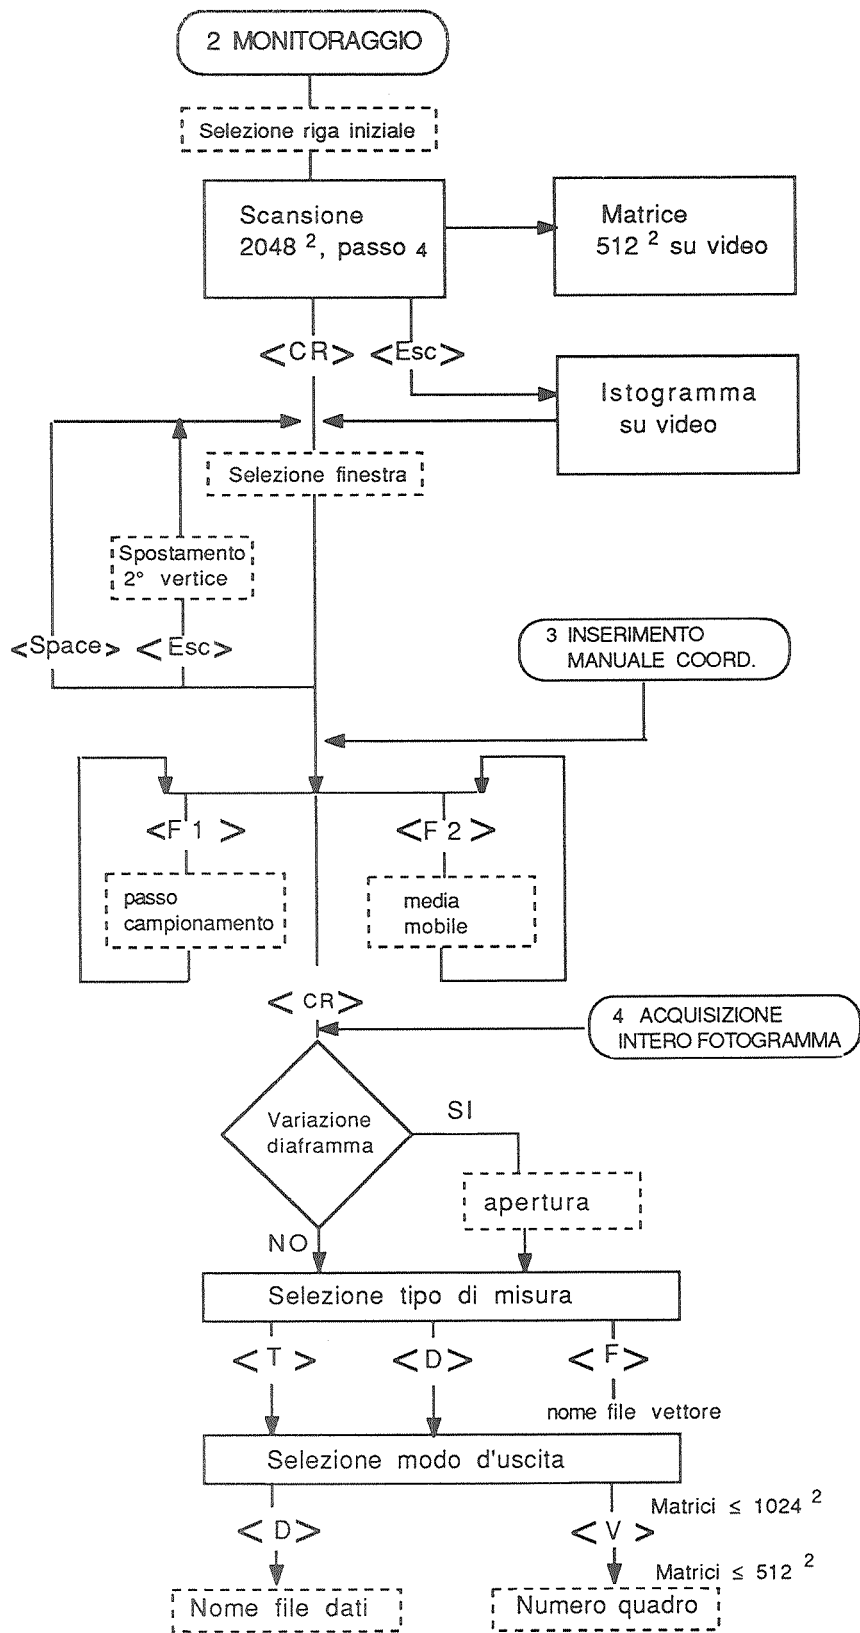 2 MONITORAGGIO
Selezione riga iniziale
Scansione
2048 ², passo 4
Matrice
512 ² su video
<CR>
<Esc>
Istogramma
su video
Selezione finestra
Spostamento
2° vertice
<Space>
<Esc>
3 INSERIMENTO
MANUALE COORD.
<F 1 >
<F 2>
passo
campionamento
media
mobile
< CR>
4 ACQUISIZIONE
INTERO FOTOGRAMMA
Variazione
diaframma
SI
apertura
NO
Selezione tipo di misura
< T >
< D >
< F >
nome file vettore
Selezione modo d'uscita
Matrici ≤ 1024 ²
< D >
< V >
Matrici ≤ 512 ²
Nome file dati
Numero quadro